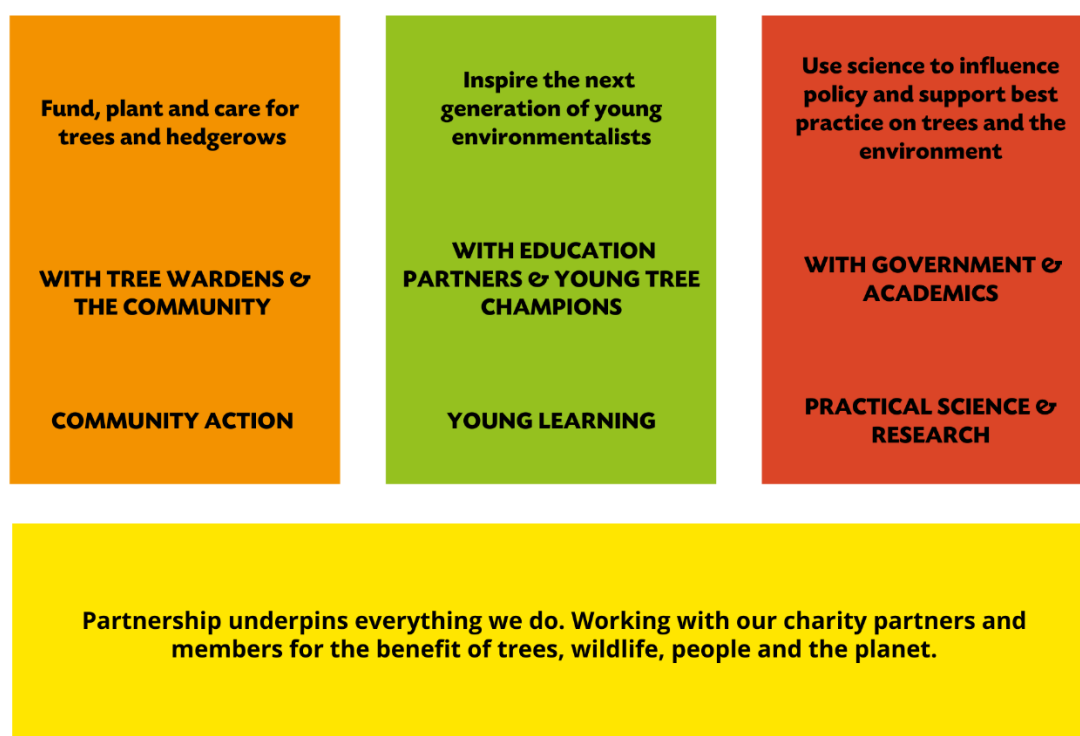 Fund, plant and care for
trees and hedgerows
WITH TREE WARDENS &
THE COMMUNITY
COMMUNITY ACTION
Inspire the next
generation of young
environmentalists
WITH EDUCATION
PARTNERS & YOUNG TREE
CHAMPIONS
YOUNG LEARNING
Use science to influence
policy and support best
practice on trees and the
environment
WITH GOVERNMENT &
ACADEMICS
PRACTICAL SCIENCE &
RESEARCH
Partnership underpins everything we do. Working with our charity partners and
members for the benefit of trees, wildlife, people and the planet.